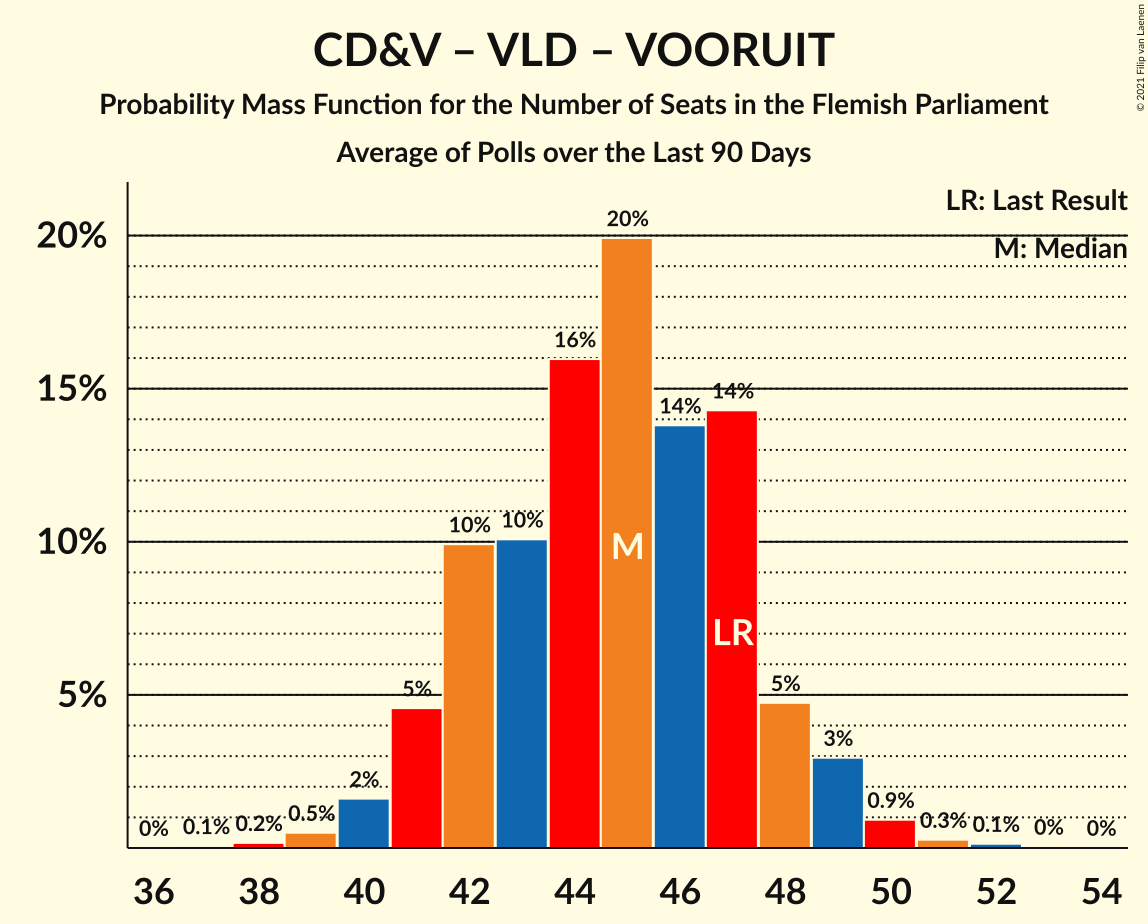 CD&V – VLD – VOORUIT
Probability Mass Function for the Number of Seats in the Flemish Parliament
Average of Polls over the Last 90 Days
© 2021 Filip van Laenen
LR: Last Result
M: Median
20%
15%
10%
5%
0% 0.1% 0.2% 0.5% 2% 5% 10% 10% 16% 20% 14% 14% 5% 3% 0.9% 0.3% 0.1% 0% 0%
M
LR
36 38 40 42 44 46 48 50 52 54